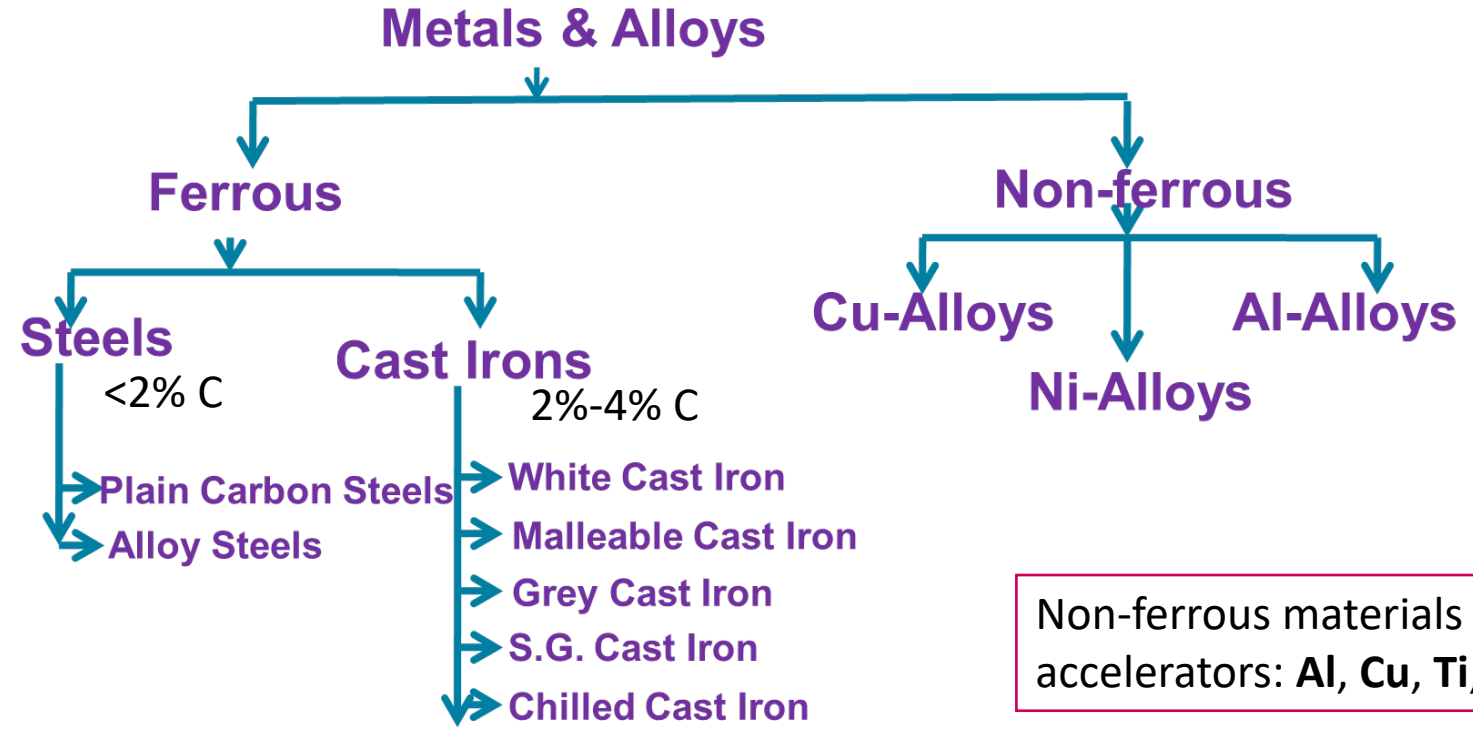 Metals & Alloys
Ferrous
Non-ferrous
Steels
<2% C
Cast Irons
2%-4% C
Cu-Alloys
Ni-Alloys
Al-Alloys
Plain Carbon Steels
Alloy Steels
White Cast Iron
Malleable Cast Iron
Grey Cast Iron
S.G. Cast Iron
Chilled Cast Iron
Non-ferrous materials
accelerators: Al, Cu, Ti,